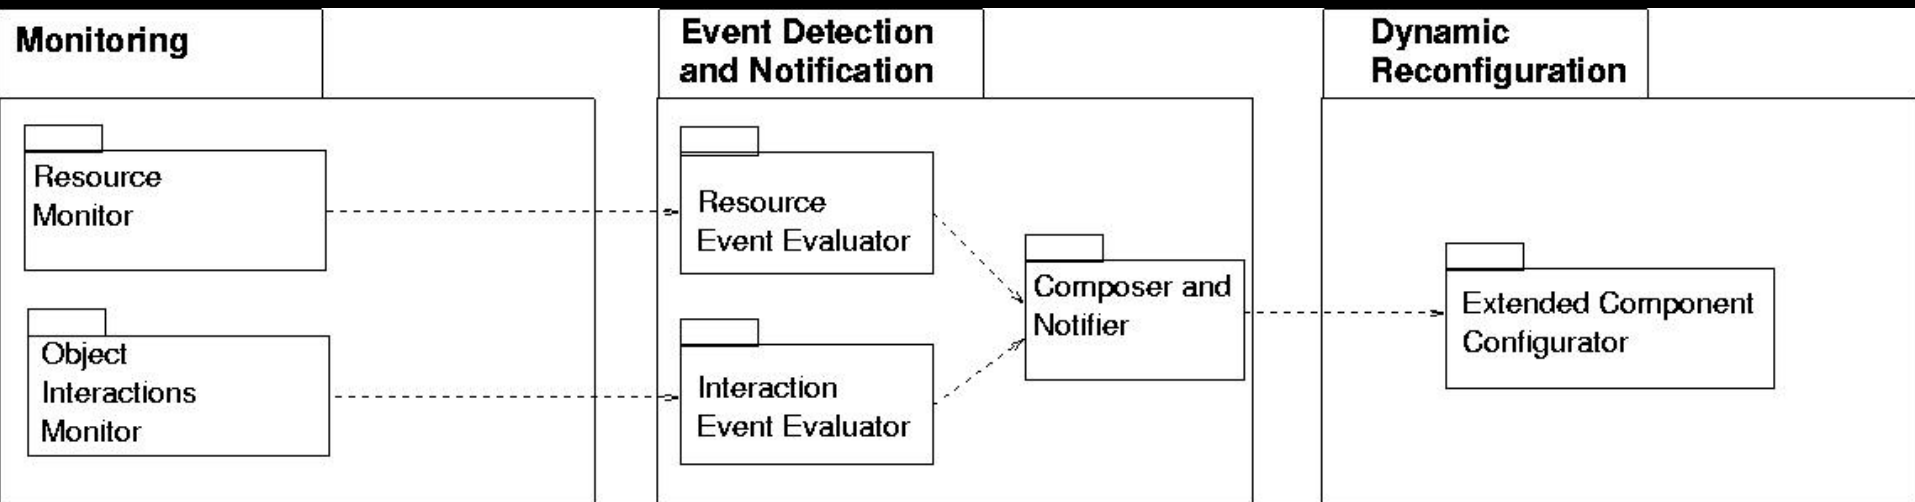 Monitoring
Event Detection
and Notification
Dynamic
Reconfiguration
Resource
Monitor
Object
Interactions
Monitor
Resource
Event Evaluator
Interaction
Event Evaluator
Composer and
Notifier
Extended Component
Configurator